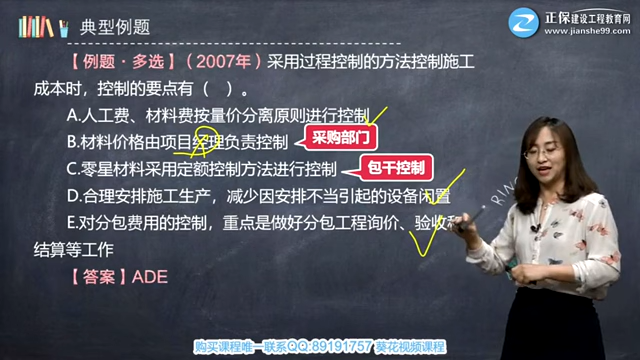 典型例题
正保建设工程教育网
www.jianshe99.com
【例题·多选】（2007年）采用过程控制的方法控制施工
成本时，控制的要点有（ ）。
A.人工费、材料费按量价分离原则进行控制
B.材料价格由项目经理负责控制
采购部门
C.零星材料采用定额控制方法进行控制
包干控制
D.合理安排施工生产，减少因安排不当引起的设备闲置
E.对分包费用的控制，重点是做好分包工程询价、验收和
结算等工作
【答案】ADE
RING
购买课程唯一联系QQ:89191757 葵花视频课程